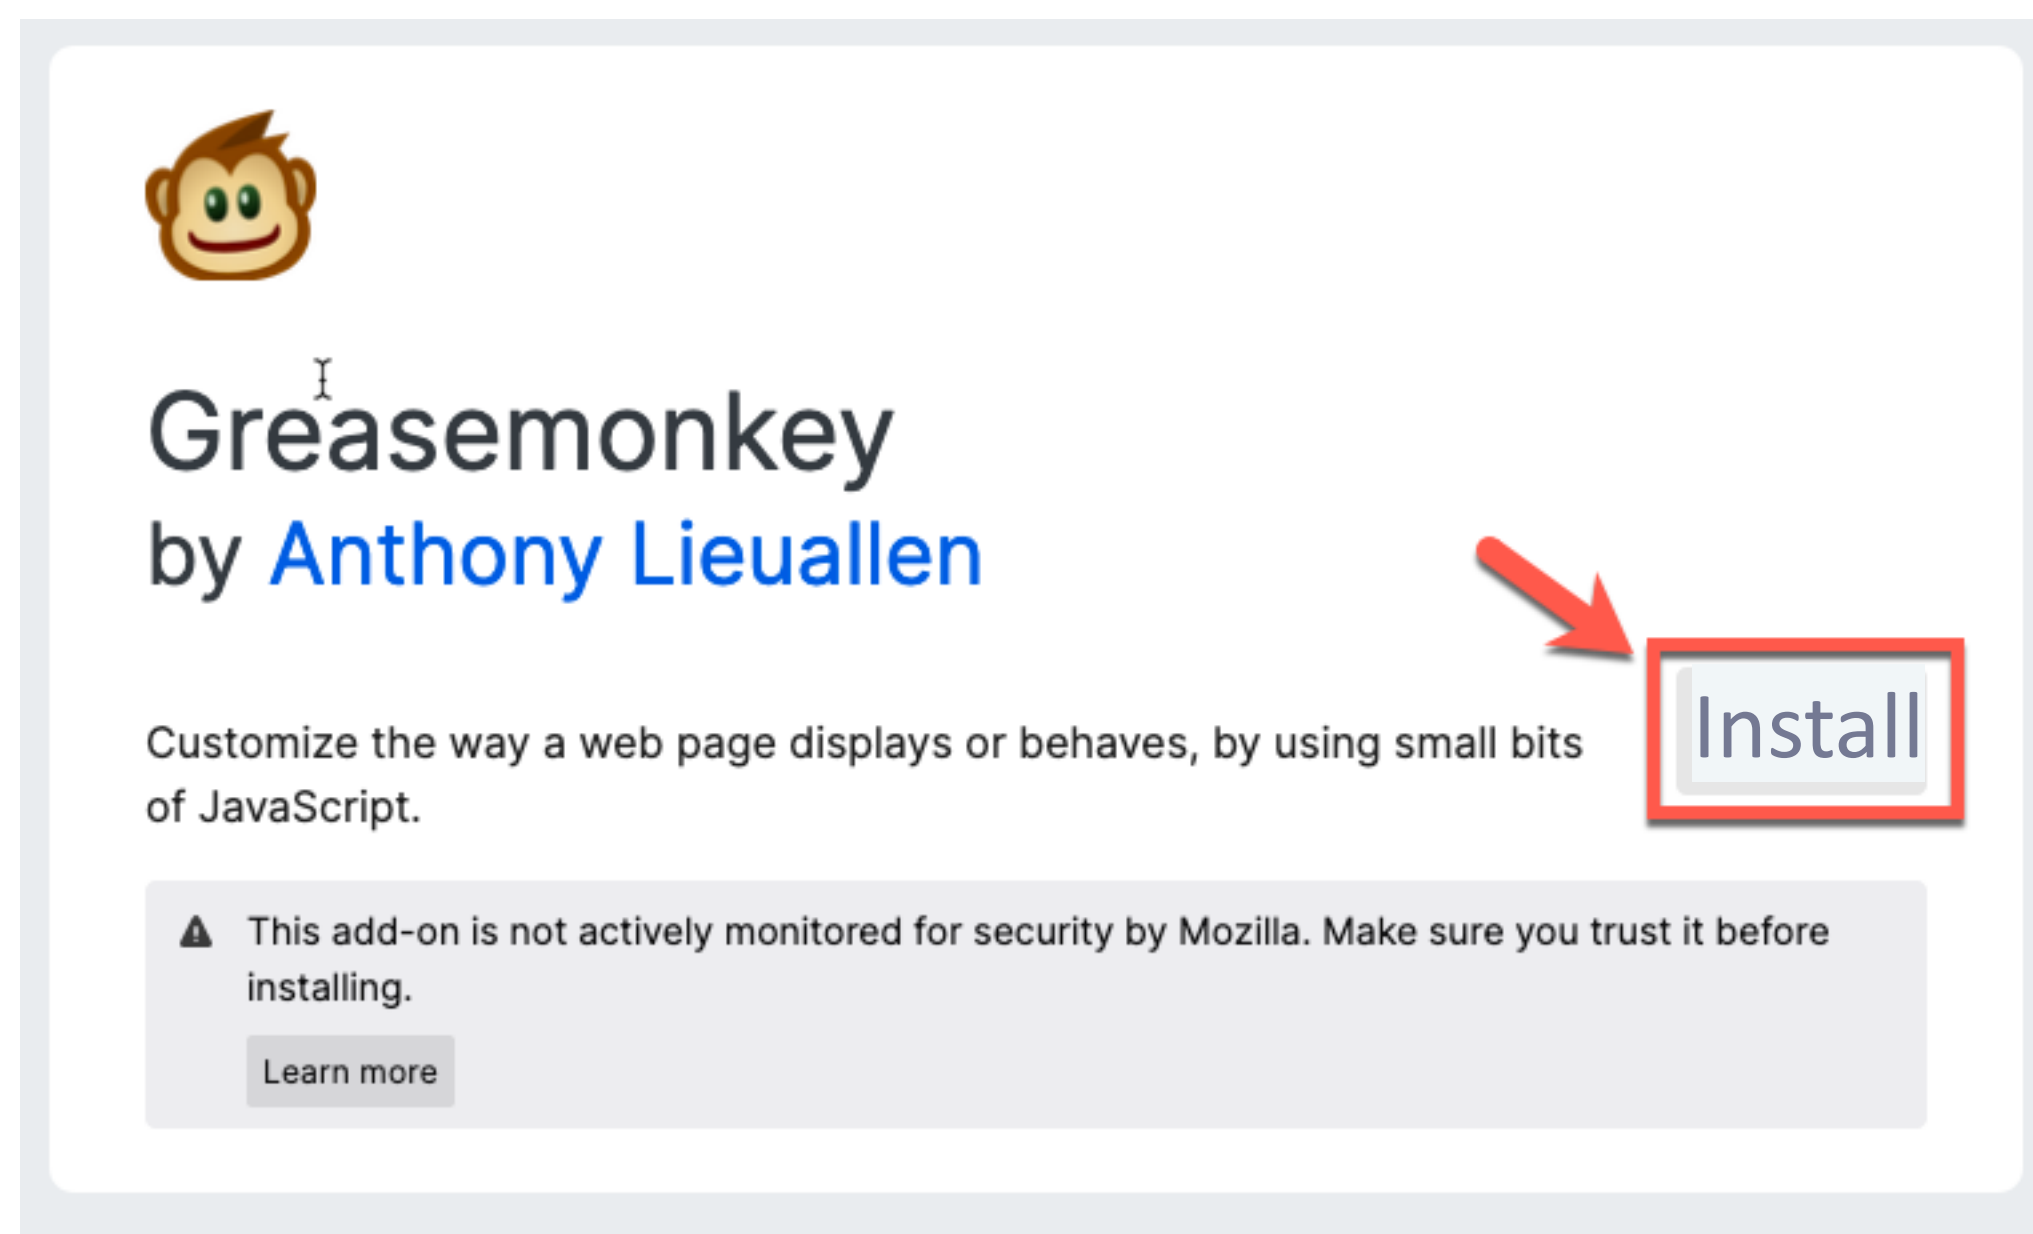 Greasemonkey
by Anthony Lieuallen
Customize the way a web page displays or behaves, by using small bits
of JavaScript.
Install
This add-on is not actively monitored for security by Mozilla. Make sure you trust it before
installing.
Learn more